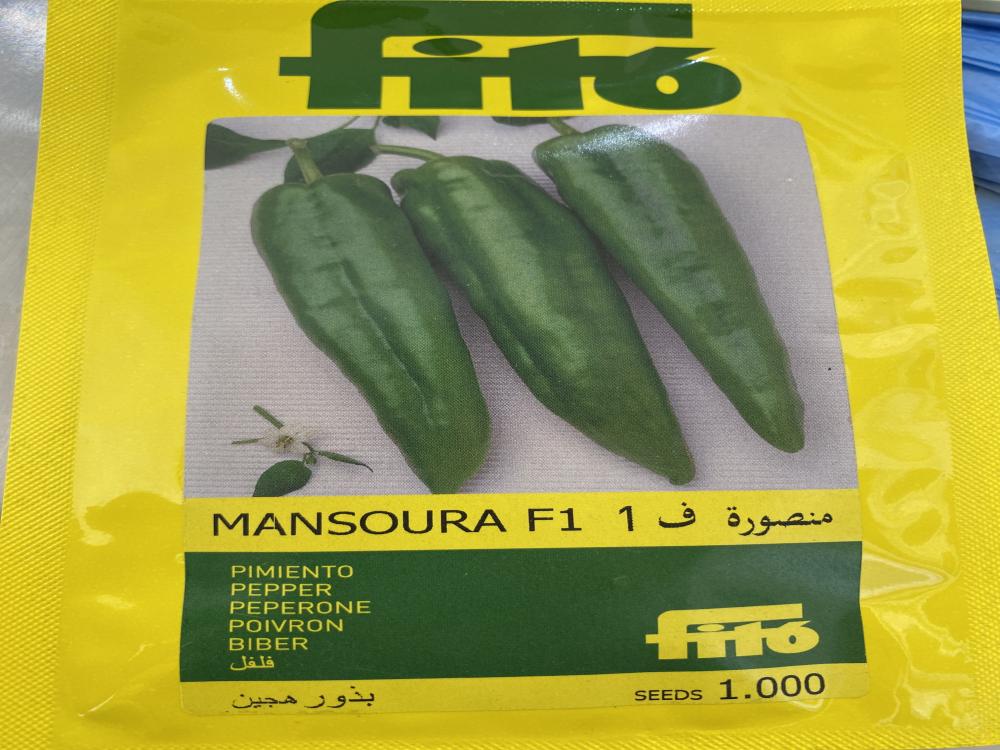 fitó
MANSOURA F1 منصورة ف 1
PIMIENTO
PEPPER
PEPERONE
POIVRON
BIBER
فلفل
fitó
بذور هجين
SEEDS 1.000